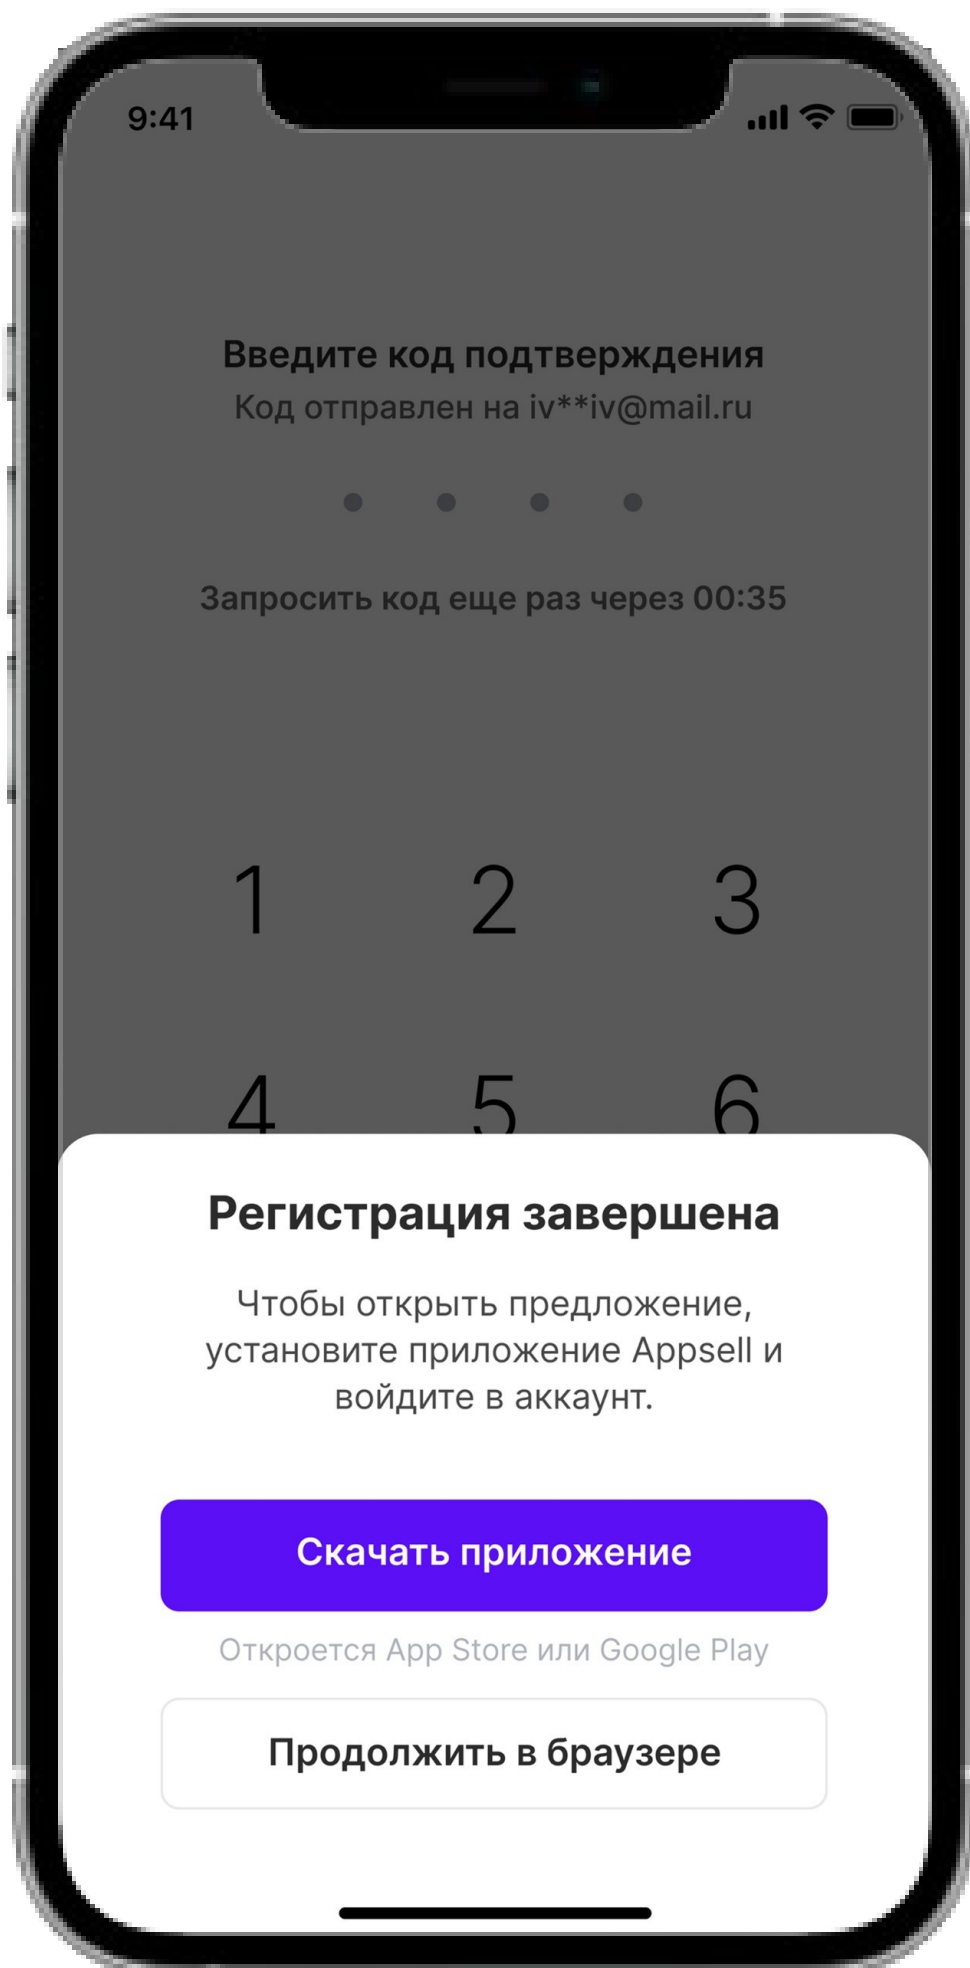 9:41
Введите код подтверждения
Код отправлен на iv**iv@mail.ru
Запросить код еще раз через 00:35
1 2 3
4 5 6
Регистрация завершена
Чтобы открыть предложение,
установите приложение Appsell и
войдите в аккаунт.
Скачать приложение
Откроется App Store или Google Play
Продолжить в браузере